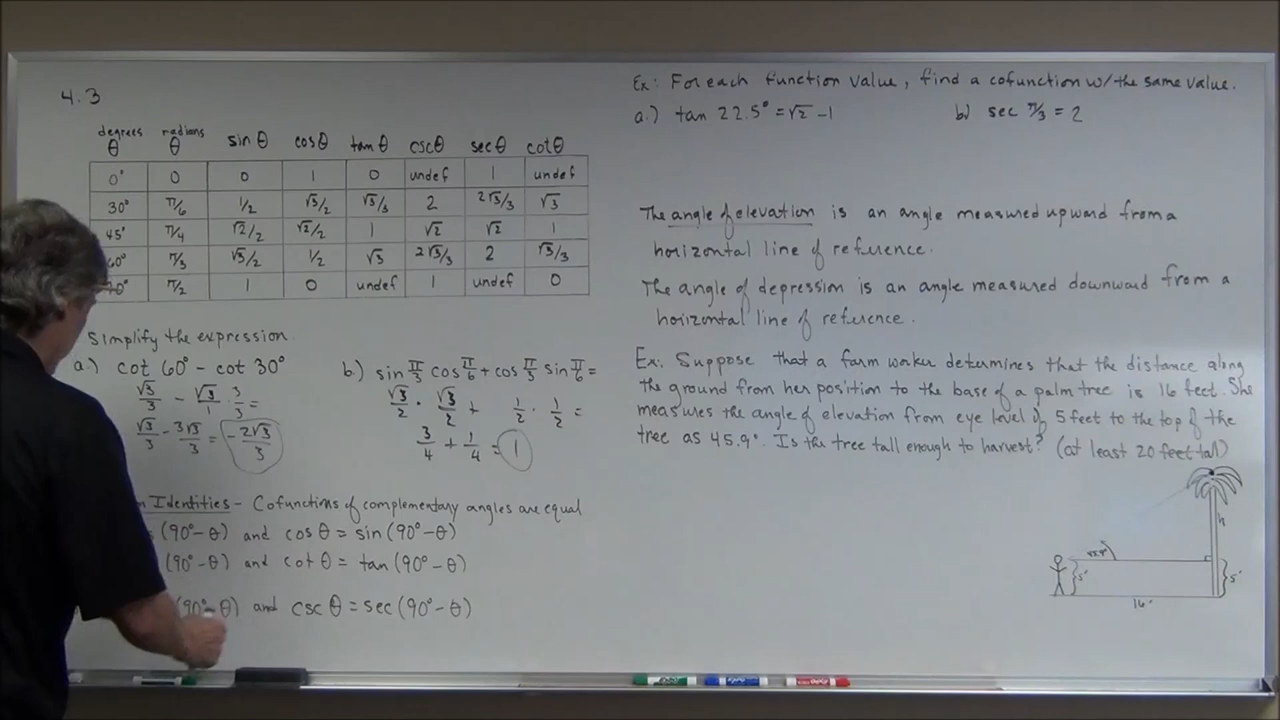 4.3
degrees radians
θ θ sin θ cos θ tan θ csc θ sec θ cot θ
0° 0 0 1 0 undef 1 undef
30° π/6 1/2 √3/2 √3/3 2 2√3/3 √3
45° π/4 √2/2 √2/2 1 √2 √2 1
60° π/3 √3/2 1/2 √3 2√3/3 2 √3/3
π/2 1 0 undef 1 undef 0
Simplify the expression
a.) cot 60° - cot 30°
√3/3 - √3/1 · 3/3 =
√3/3 - 3√3/3 = -2√3/3
b.) sin π/3 cos π/6 + cos π/3 sin π/6 =
√3/2 · √3/2 + 1/2 · 1/2 =
3/4 + 1/4 = 1
Identities - Cofunctions of complementary angles are equal
(90° - θ) and cos θ = sin (90° - θ)
(90° - θ) and cot θ = tan (90° - θ)
(90° - θ) and csc θ = sec (90° - θ)
Ex: For each function value, find a cofunction w/ the same value.
a.) tan 22.5° = √2 - 1 b.) sec π/3 = 2
The angle of elevation is an angle measured upward from a
horizontal line of reference.
The angle of depression is an angle measured downward from a
horizontal line of reference.
Ex: Suppose that a farm worker determines that the distance along
the ground from her position to the base of a palm tree is 16 feet. She
measures the angle of elevation from eye level of 5 feet to the top of the
tree as 45.9°. Is the tree tall enough to harvest? (at least 20 feet tall)
h
45.9°
5' 5'
16'